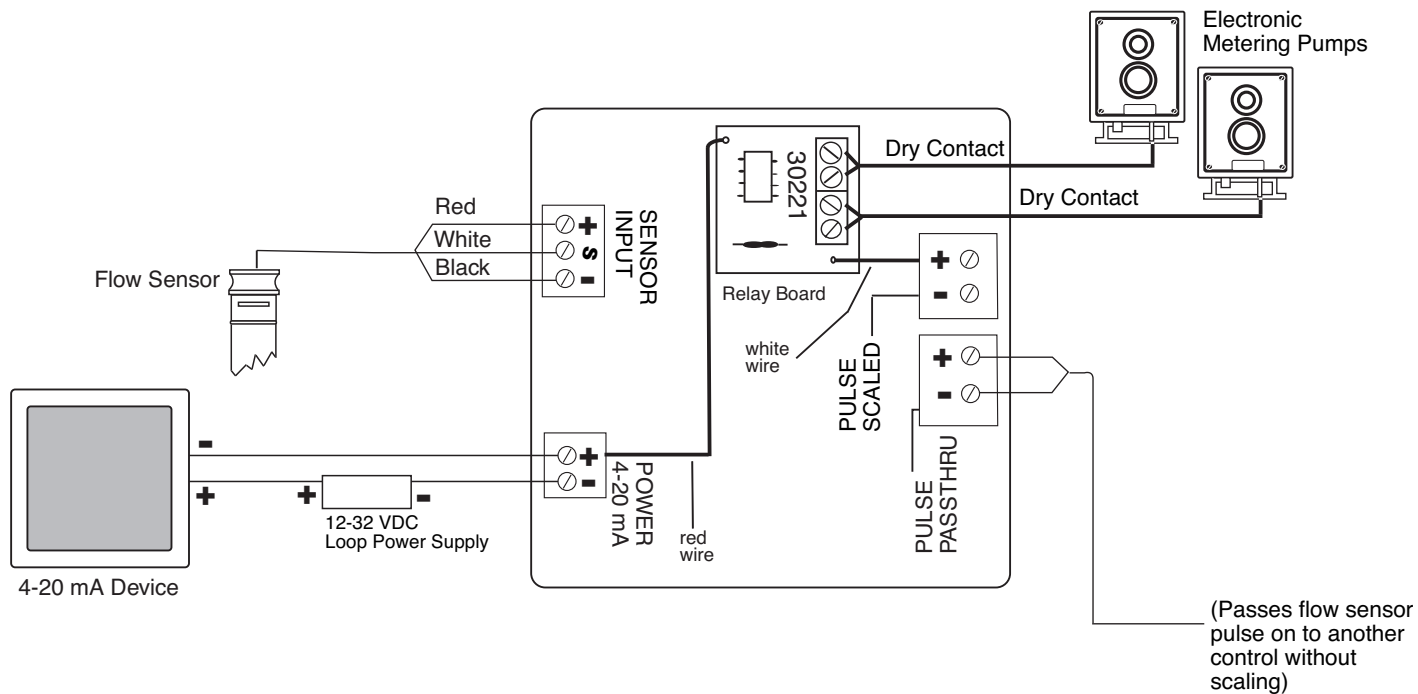 Electronic
Metering Pumps
Dry Contact
Dry Contact
30221
Relay Board
Red
White
Black
+
S
-
SENSOR
INPUT
Flow Sensor
white
wire
+
-
PULSE
SCALED
+
-
PULSE
PASSTHRU
-
+
+
-
12-32 VDC
Loop Power Supply
+
-
POWER
4-20 mA
red
wire
4-20 mA Device
(Passes flow sensor
pulse on to another
control without
scaling)